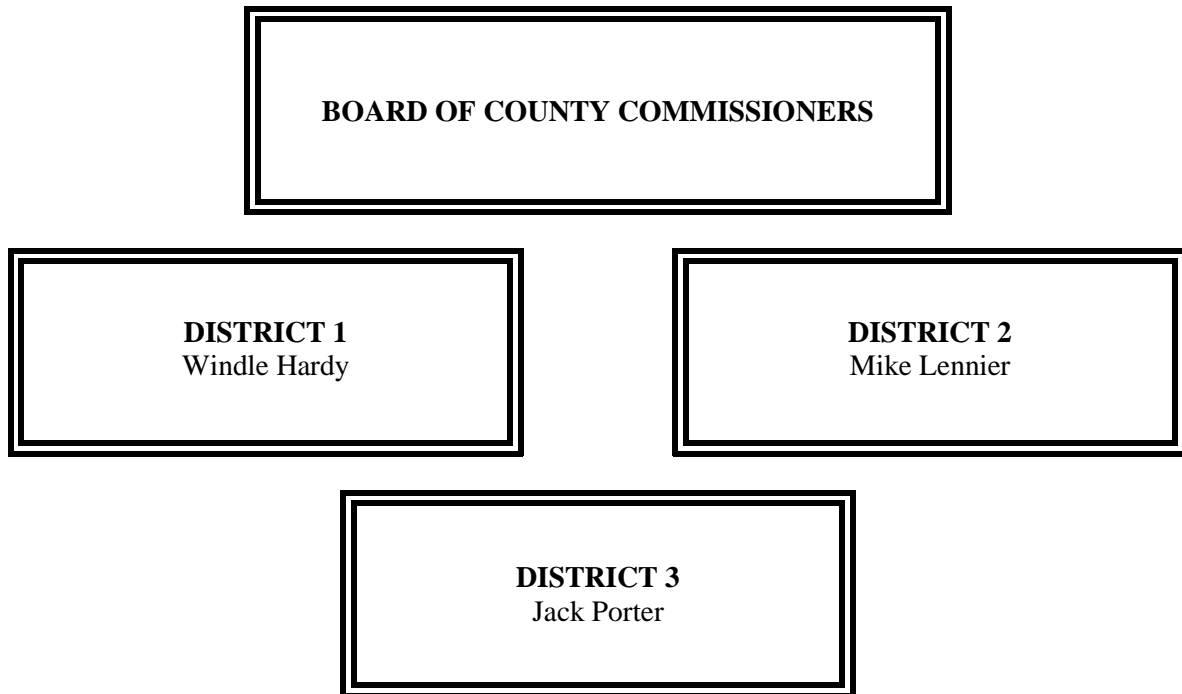 BOARD OF COUNTY COMMISSIONERS
DISTRICT 1
Windle Hardy
DISTRICT 2
Mike Lennier
DISTRICT 3
Jack Porter